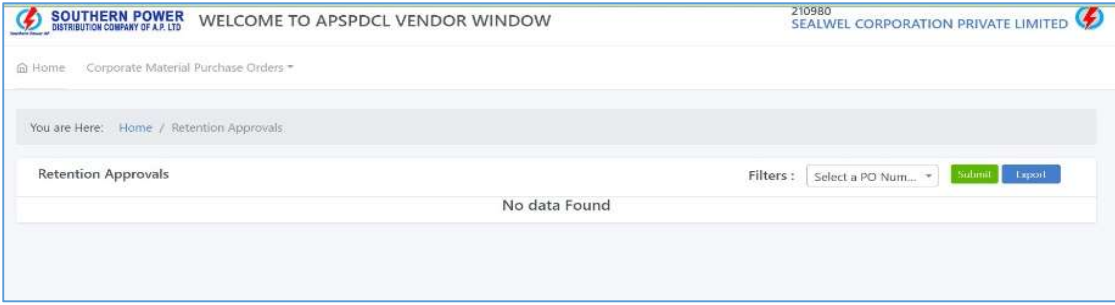 SOUTHERN POWER
DISTRIBUTION COMPANY OF A.P. LTD
WELCOME TO APSPDCL VENDOR WINDOW
210980
SEALWEL CORPORATION PRIVATE LIMITED
Home Corporate Material Purchase Orders
You are Here: Home / Retention Approvals
Retention Approvals Filters : Select a PO Num... Submit Export
No data Found